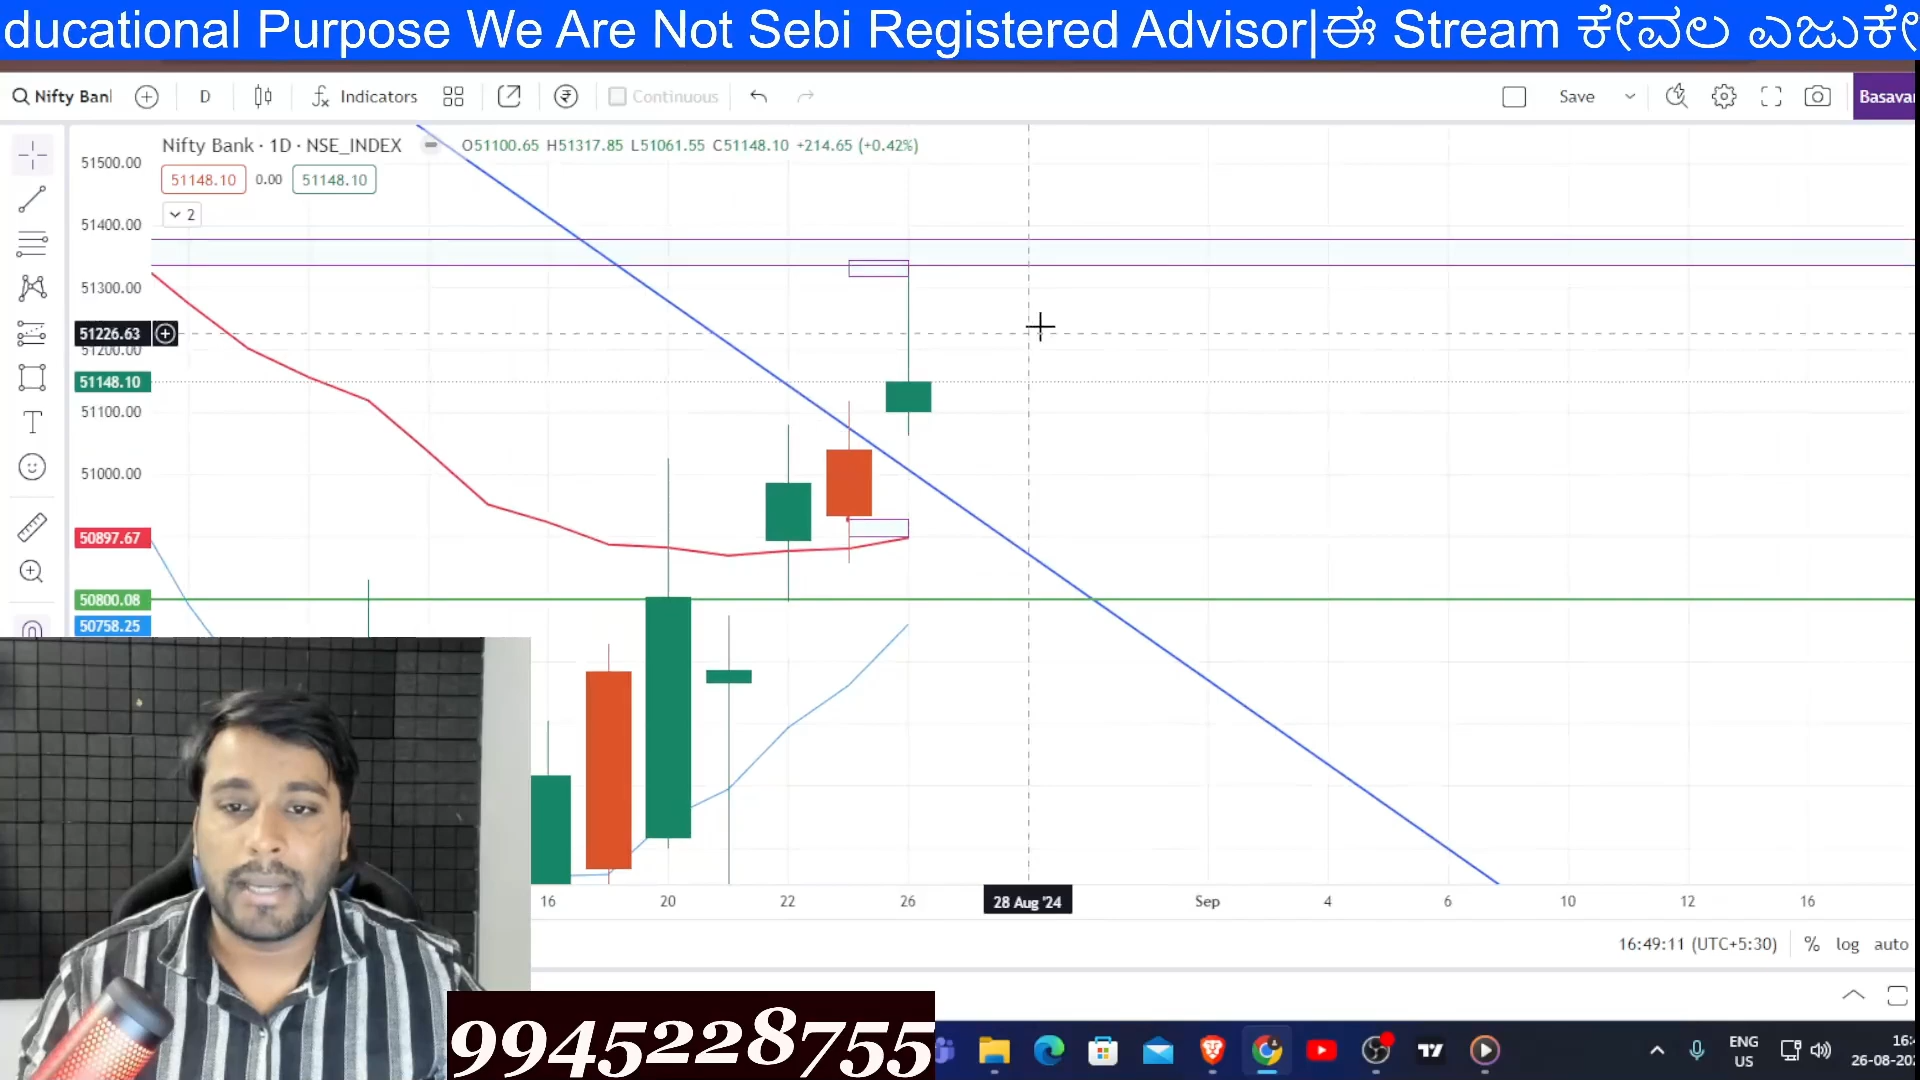 ducational Purpose We Are Not Sebi Registered Advisor|ಈ Stream ಕೇವಲ ಎಜುಕೇ
Nifty Banl D Indicators Continuous Save Basavar
Nifty Bank · 1D · NSE_INDEX O51100.65 H51317.85 L51061.55 C51148.10 +214.65 (+0.42%)
51148.10 0.00 51148.10
2
51500.00
51400.00
51300.00
51226.63
51200.00
51148.10
51100.00
51000.00
50897.67
50800.08
50758.25
16 20 22 26 28 Aug '24 Sep 4 6 10 12 16
16:49:11 (UTC+5:30) % log auto
9945228755
ENG
US
16:
26-08-20